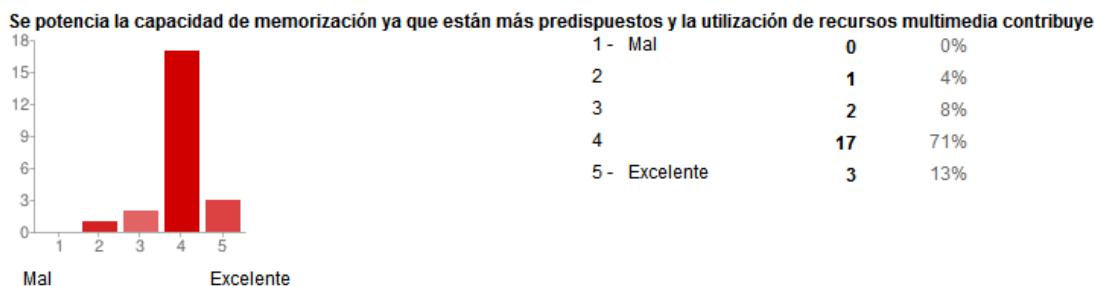 Se potencia la capacidad de memorización ya que están más predispuestos y la utilización de recursos multimedia contribuye
18
15
12
9
6
3
0
1 2 3 4 5
Mal Excelente
1 - Mal 0 0%
2 1 4%
3 2 8%
4 17 71%
5 - Excelente 3 13%